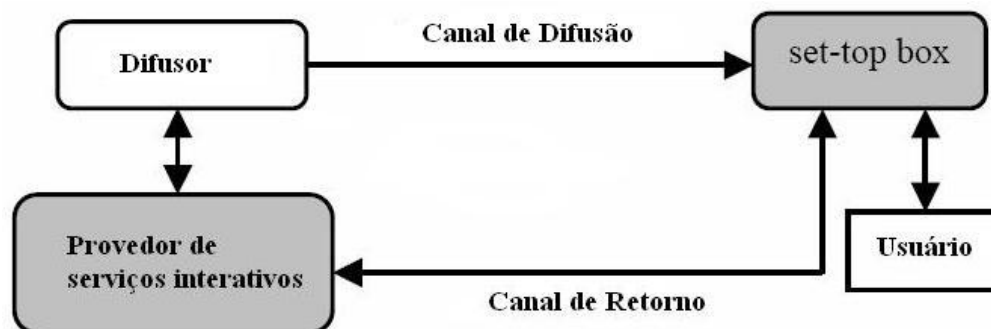 Canal de Difusão
Difusor
set-top box
Provedor de
serviços interativos
Usuário
Canal de Retorno